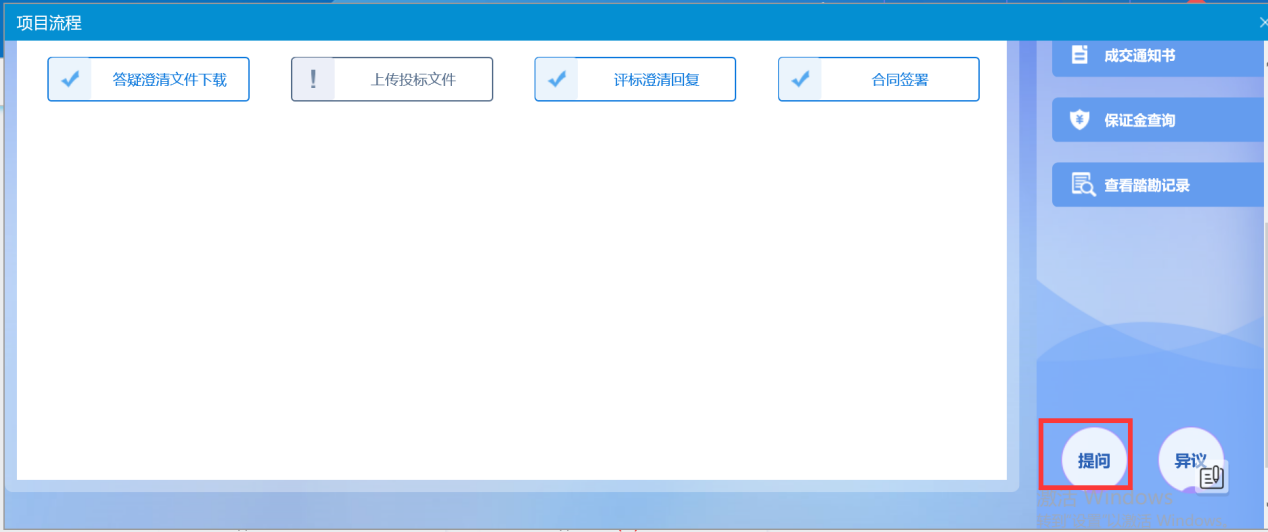 项目流程
答疑澄清文件下载
上传投标文件
评标澄清回复
合同签署
成交通知书
保证金查询
查看踏勘记录
提问
异议